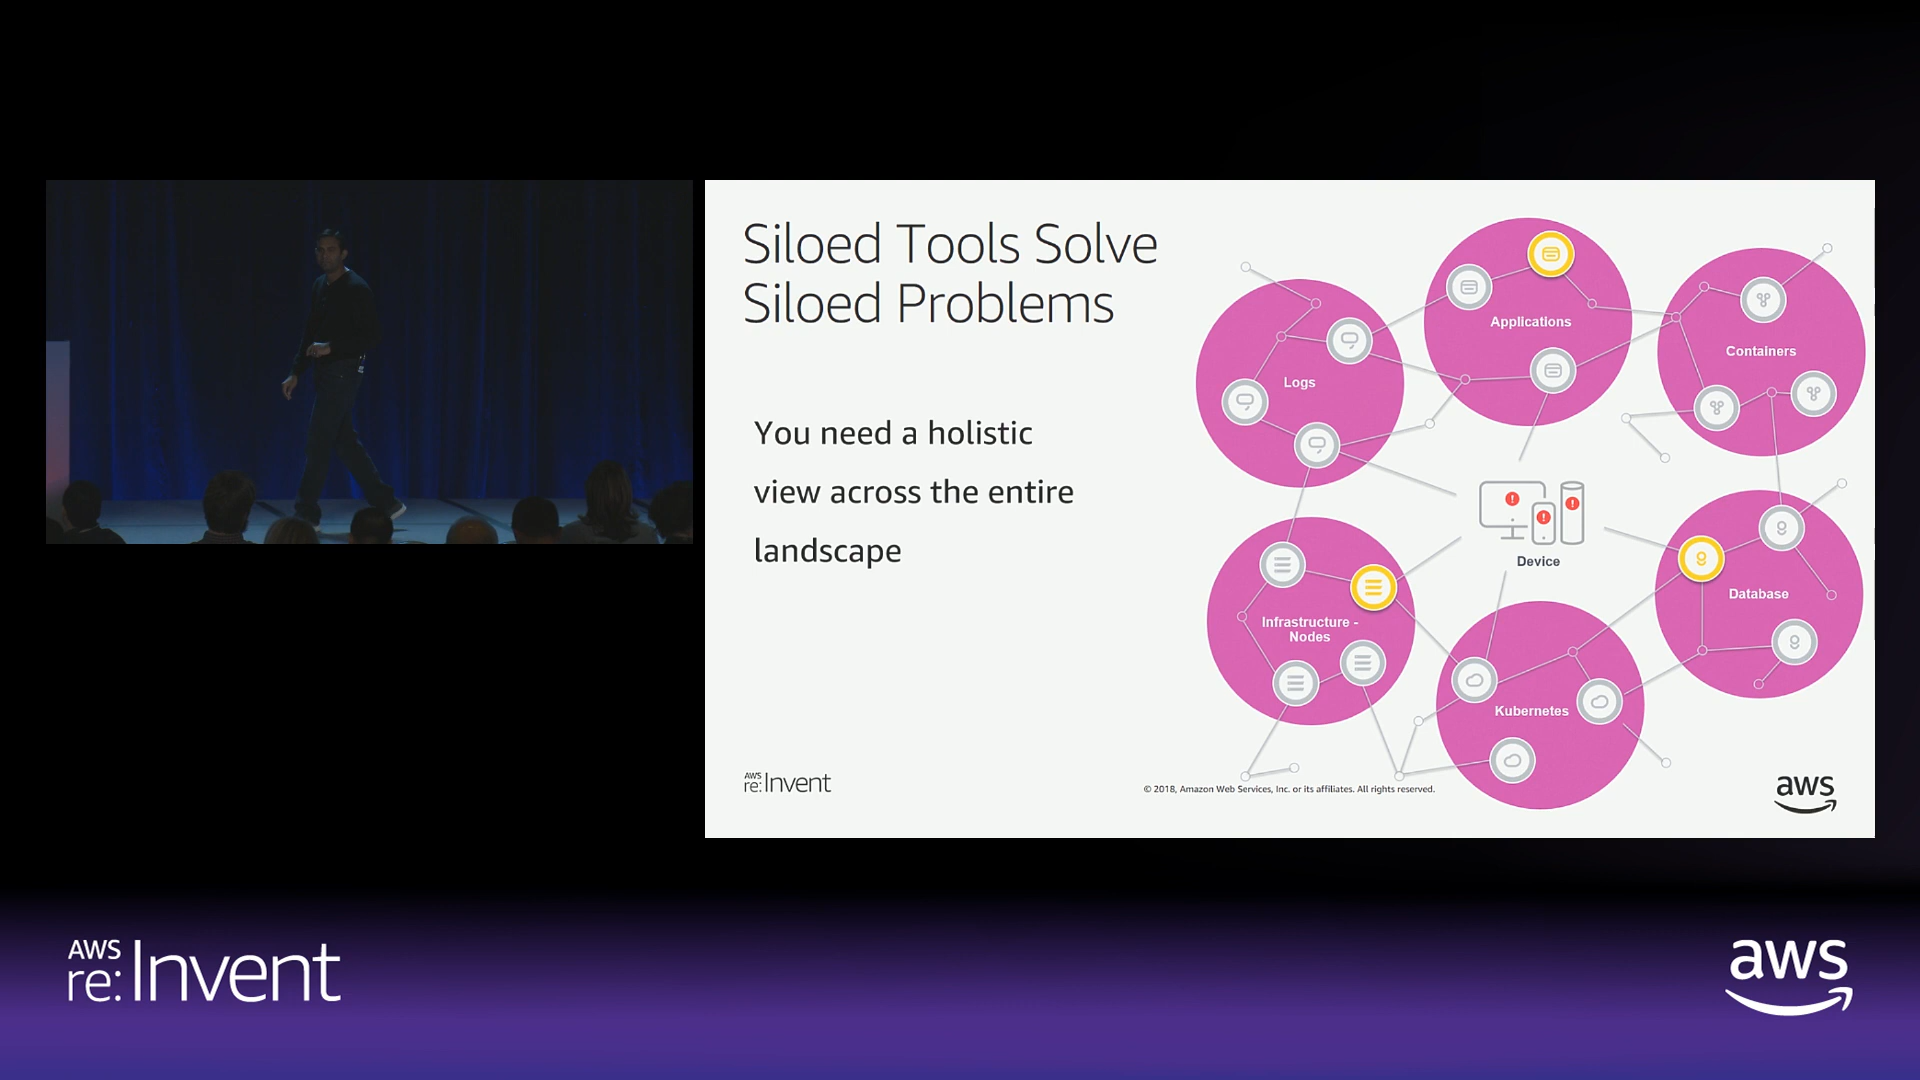 Siloed Tools Solve
Siloed Problems
You need a holistic
view across the entire
landscape
Applications
Containers
Logs
Device
Database
Infrastructure -
Nodes
Kubernetes
AWS
re:Invent
© 2018, Amazon Web Services, Inc. or its affiliates. All rights reserved.
aws
AWS
re:Invent
aws